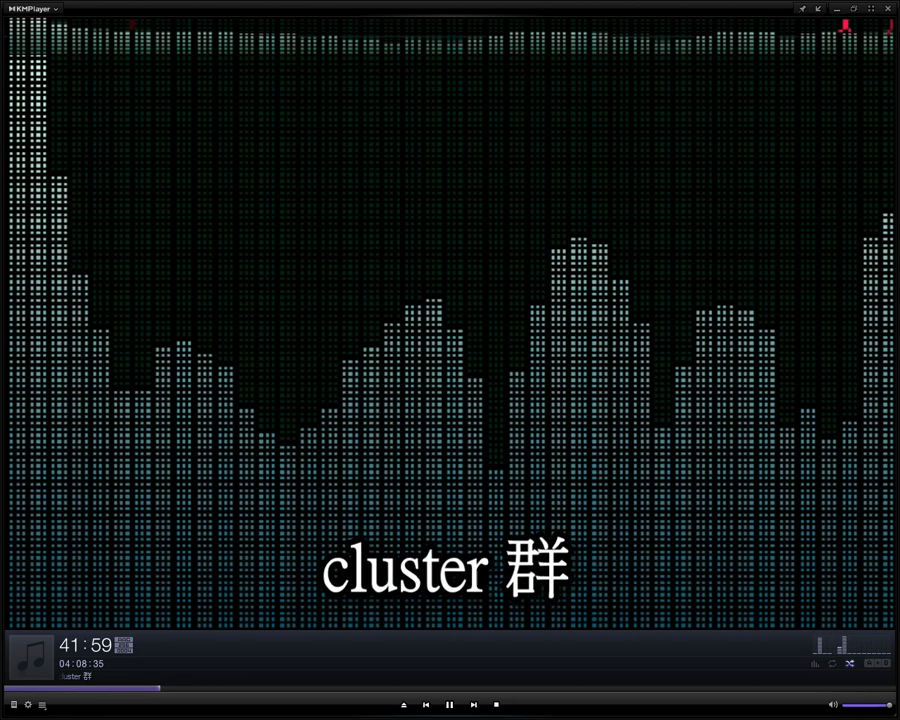 KMPlayer
cluster 群
41:59
04:08:35
cluster 群